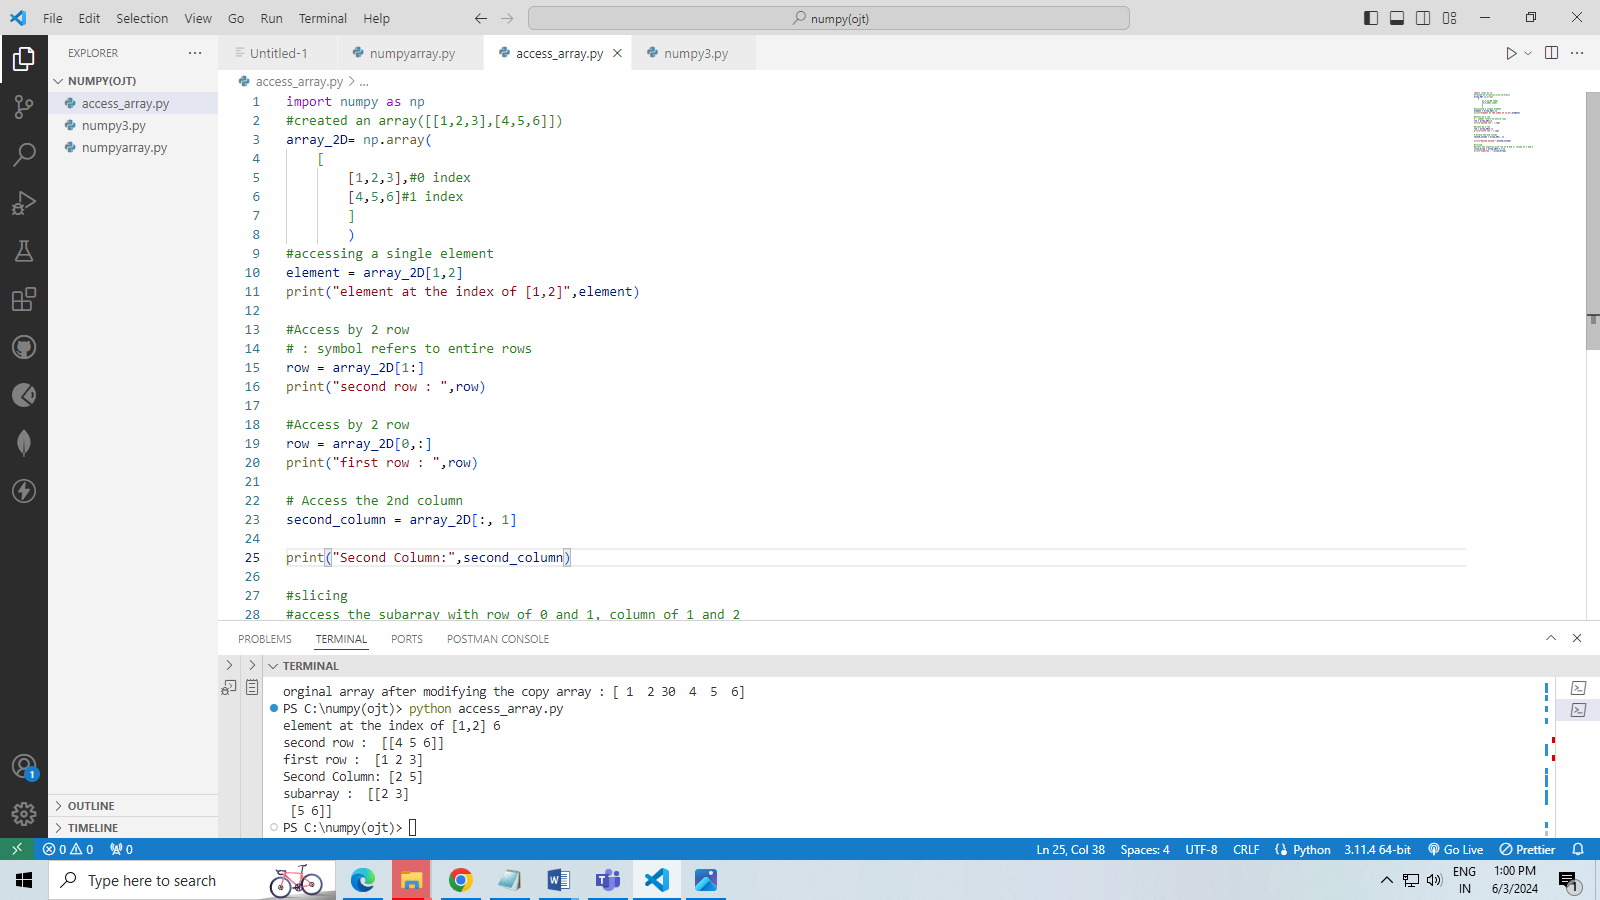 File Edit Selection View Go Run Terminal Help
numpy(ojt)
EXPLORER
Untitled-1 numpyarray.py access_array.py numpy3.py
NUMPY(OJT)
access_array.py
numpy3.py
numpyarray.py
access_array.py > ...
1 import numpy as np
2 #created an array([[1,2,3],[4,5,6]])
3 array_2D= np.array(
4 [
5 [1,2,3],#0 index
6 [4,5,6]#1 index
7 ]
8 )
9 #accessing a single element
10 element = array_2D[1,2]
11 print("element at the index of [1,2]",element)
12
13 #Access by 2 row
14 # : symbol refers to entire rows
15 row = array_2D[1:]
16 print("second row : ",row)
17
18 #Access by 2 row
19 row = array_2D[0,:]
20 print("first row : ",row)
21
22 # Access the 2nd column
23 second_column = array_2D[:, 1]
24
25 print("Second Column:",second_column)
26
27 #slicing
28 #access the subarray with row of 0 and 1, column of 1 and 2
PROBLEMS TERMINAL PORTS POSTMAN CONSOLE
TERMINAL
orginal array after modifying the copy array : [ 1  2 30  4  5  6]
PS C:\numpy(ojt)> python access_array.py
element at the index of [1,2] 6
second row :  [[4 5 6]]
first row :  [1 2 3]
Second Column: [2 5]
subarray :  [[2 3]
[5 6]]
PS C:\numpy(ojt)>
OUTLINE
TIMELINE
1
0 0 0 Ln 25, Col 38 Spaces: 4 UTF-8 CRLF Python 3.11.4 64-bit Go Live Prettier
Type here to search
ENG
IN
1:00 PM
6/3/2024
1